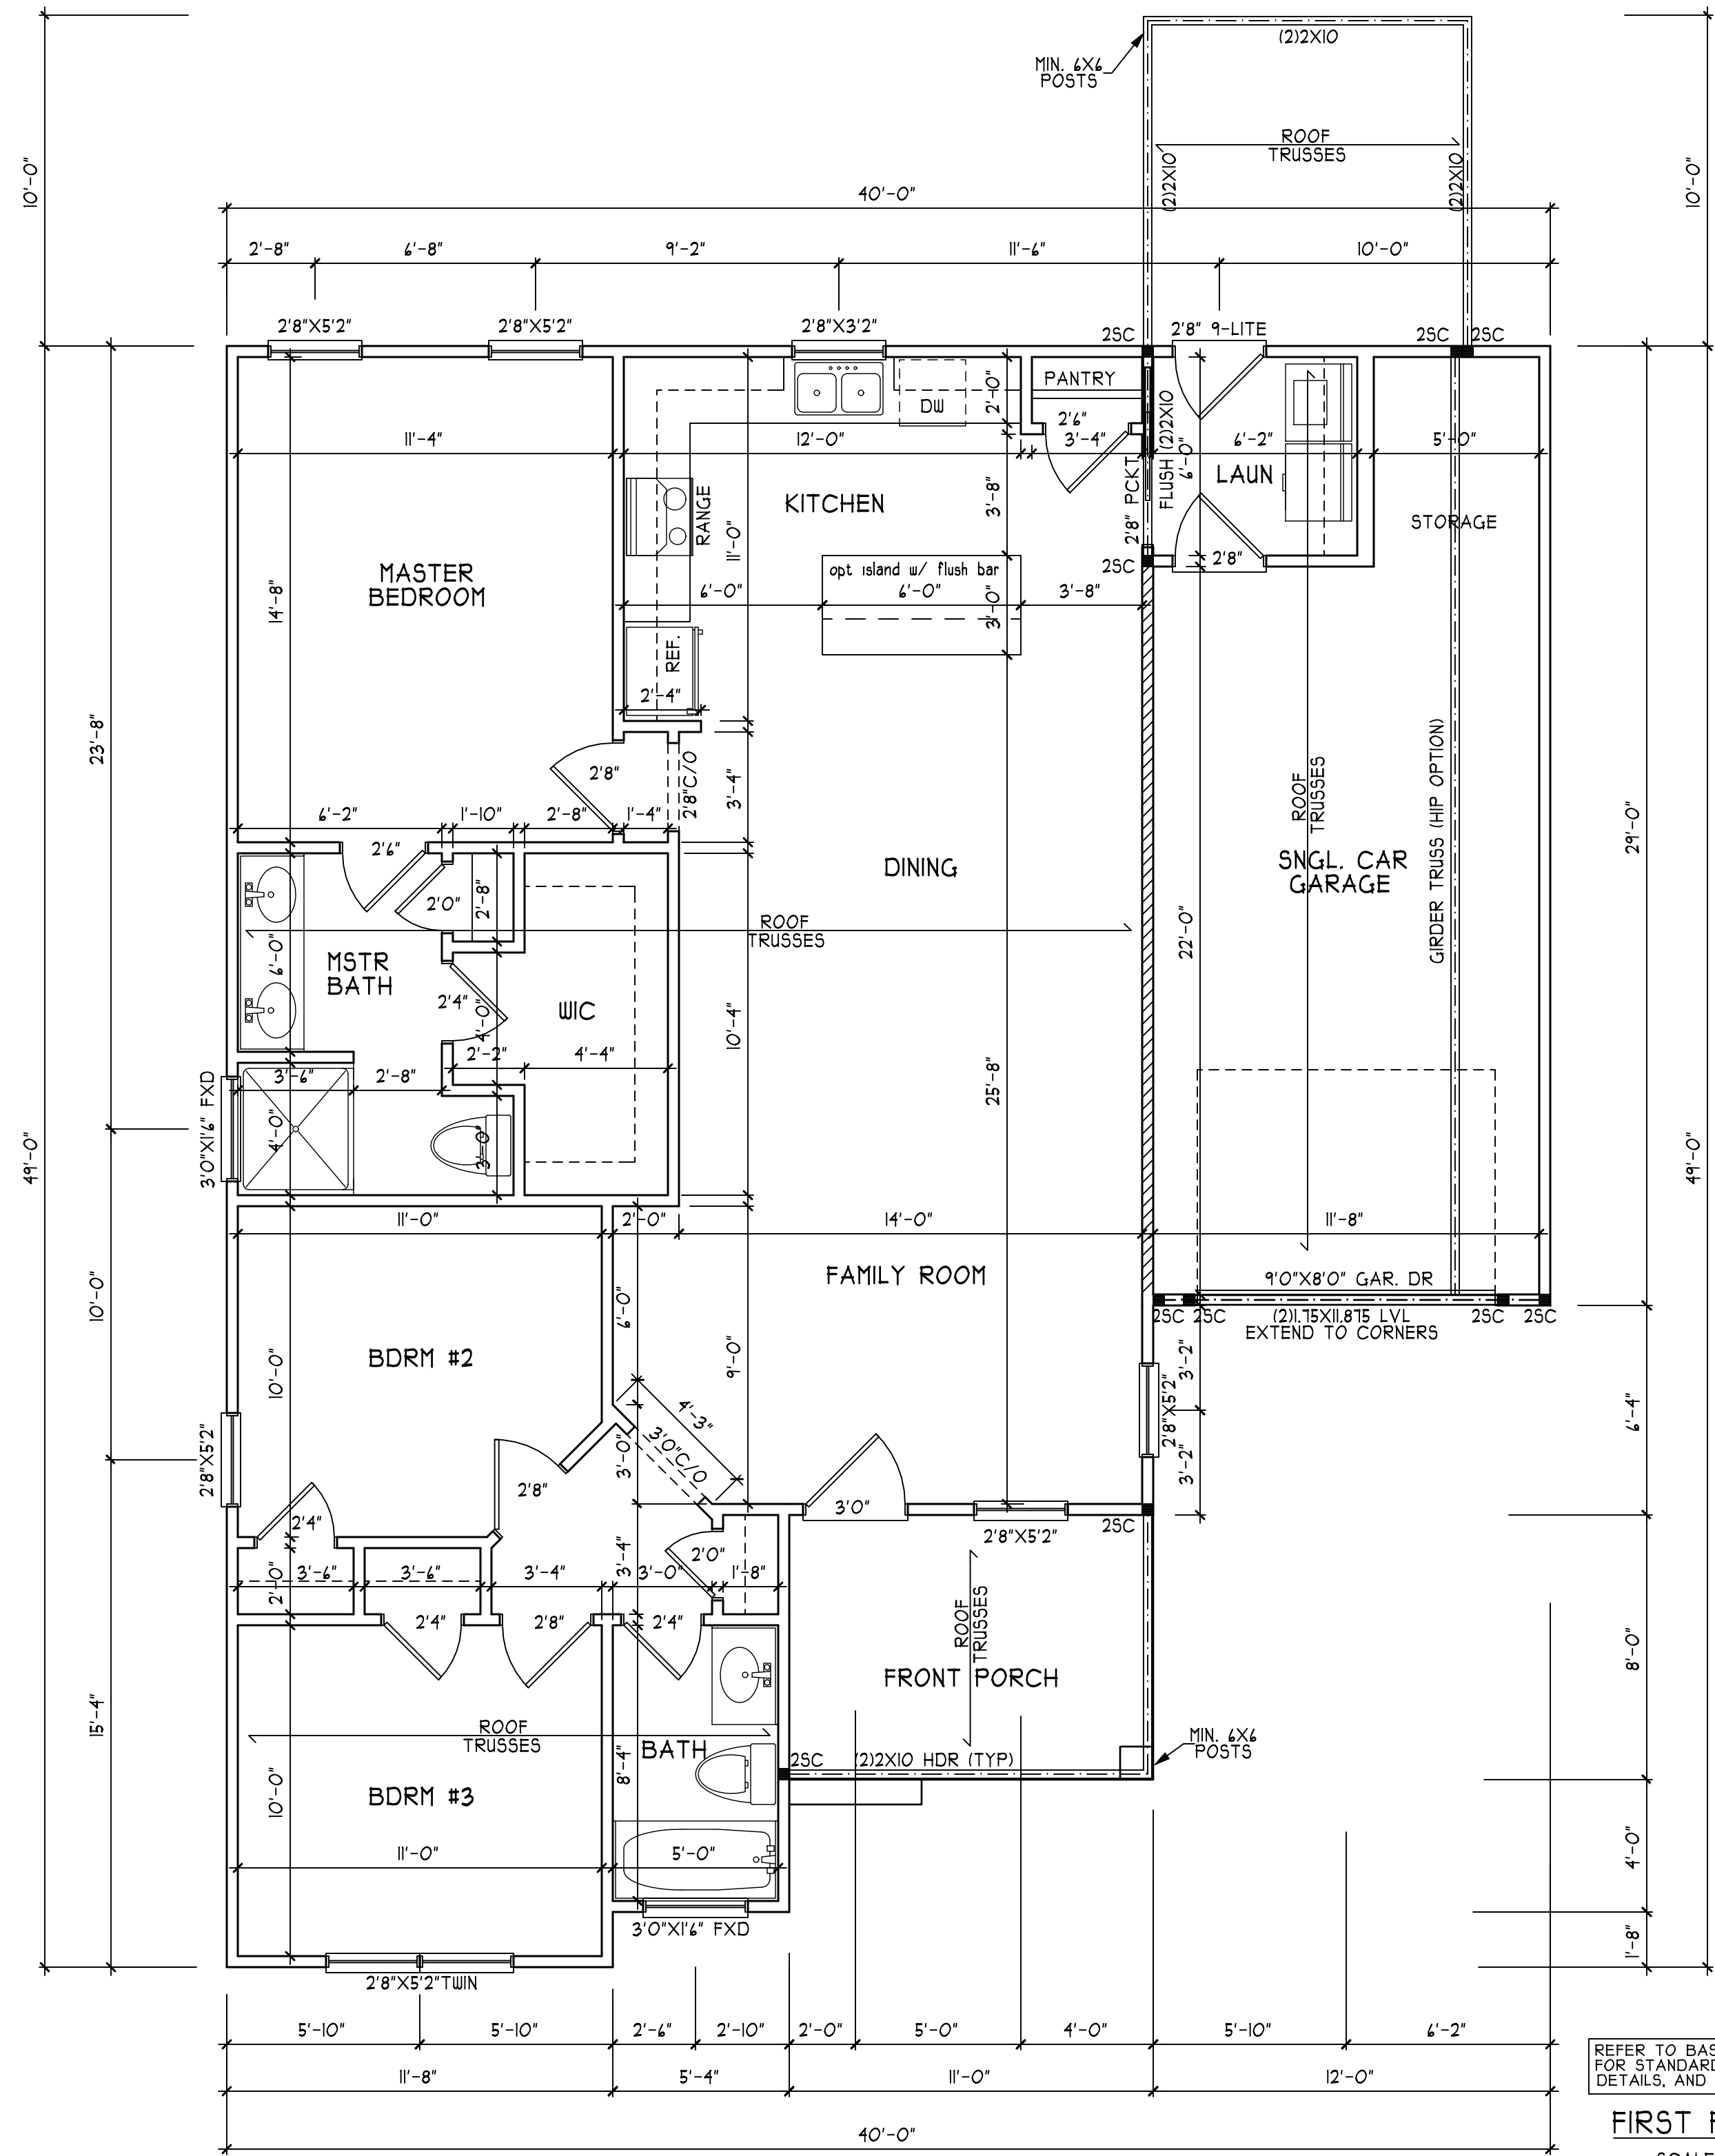 (2)2X10
MIN. 6X6
POSTS
ROOF
TRUSSES
(2)2X10
(2)2X10
10'-0"
10'-0"
40'-0"
2'-8"
6'-8"
9'-2"
11'-6"
10'-0"
2'8"X5'2"
2'8"X5'2"
2'8"X3'2"
2SC
2'8" 9-LITE
2SC
2SC
PANTRY
DW
2'-0"
2'6"
11'-4"
12'-0"
3'-4"
6'-2"
5'-0"
FLUSH (2)2X10
6'-0"
LAUN
2'8" PCKT
KITCHEN
RANGE
3'-8"
11'-0"
STORAGE
2SC
2'8"
MASTER
BEDROOM
14'-8"
opt island w/ flush bar
6'-0"
6'-0"
3'-8"
3'-0"
REF.
2'-4"
23'-8"
2'8"
2'8"C/O
3'-4"
6'-2"
1'-10"
2'-8"
1'-4"
ROOF
TRUSSES
GIRDER TRUSS (HIP OPTION)
29'-0"
2'6"
2'0"
2'-8"
DINING
SNGL. CAR
GARAGE
ROOF
TRUSSES
22'-0"
6'-0"
MSTR
BATH
2'4"
4'-0"
WIC
2'-2"
4'-4"
10'-4"
3'-6"
2'-8"
3'0"X1'6" FXD
4'-0"
3'-0"
25'-8"
49'-0"
49'-0"
11'-0"
2'-0"
14'-0"
11'-8"
FAMILY ROOM
9'0"X8'0" GAR. DR
2SC
2SC
(2)1.75X11.875 LVL
EXTEND TO CORNERS
2SC
2SC
10'-0"
6'-0"
9'-0"
BDRM #2
10'-0"
3'-2"
2'8"X5'2"
3'-2"
6'-4"
4'-3"
3'0"C/O
3'-0"
2'8"X5'2"
2'8"
2'4"
3'0"
2'8"X5'2"
2SC
2'-0"
3'-6"
3'-6"
3'-4"
3'-4"
3'-0"
2'0"
1'-8"
2'4"
2'8"
2'4"
ROOF
TRUSSES
FRONT PORCH
8'-0"
15'-4"
ROOF
TRUSSES
BATH
8'-4"
2SC
(2)2X10 HDR (TYP)
MIN. 6X6
POSTS
10'-0"
BDRM #3
11'-0"
5'-0"
4'-0"
3'0"X1'6" FXD
1'-8"
2'8"X5'2"TWIN
5'-10"
5'-10"
2'-6"
2'-10"
2'-0"
5'-0"
4'-0"
5'-10"
6'-2"
11'-8"
5'-4"
11'-0"
12'-0"
40'-0"
REFER TO BAS
FOR STANDARD
DETAILS, AND
FIRST